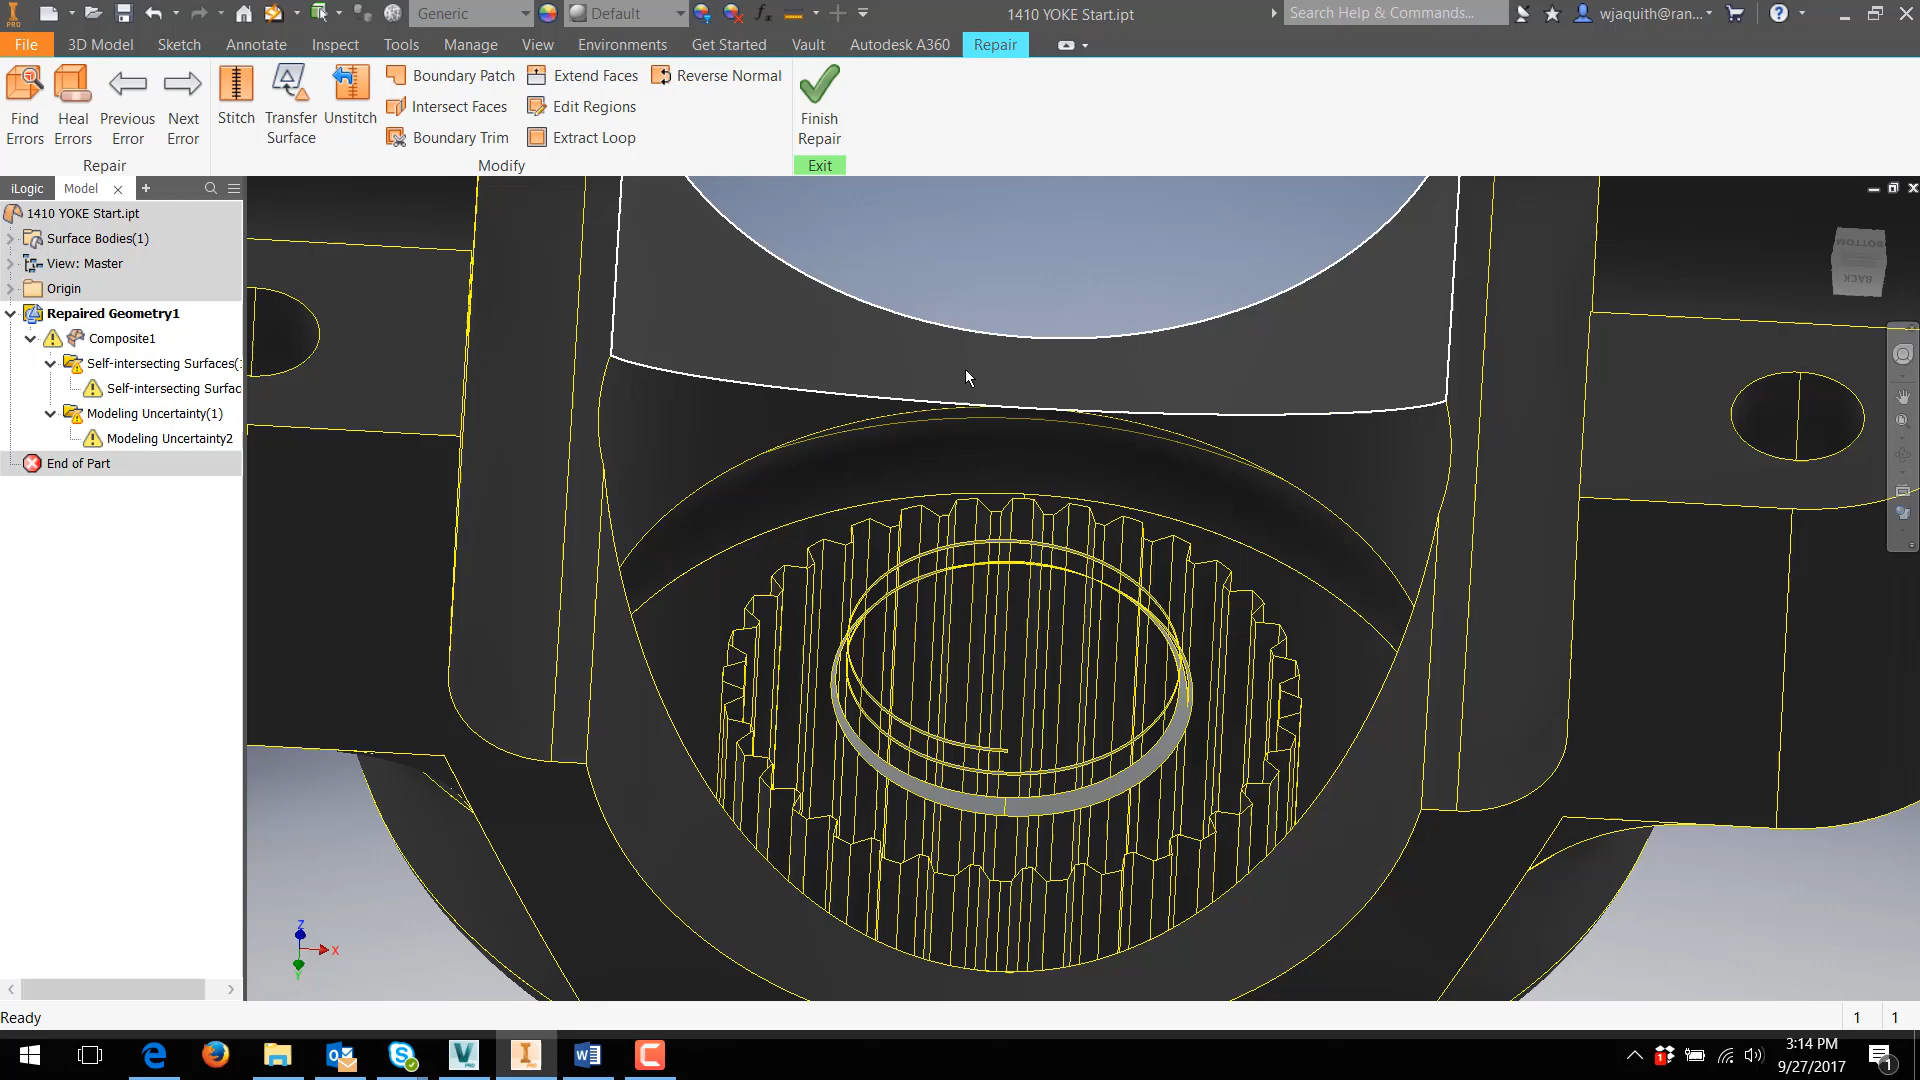 Generic
Default
1410 YOKE Start.ipt
Search Help & Commands...
wjaquith@ran...
PRO
File
3D Model
Sketch
Annotate
Inspect
Tools
Manage
View
Environments
Get Started
Vault
Autodesk A360
Repair
Find Errors
Heal Errors
Previous Error
Next Error
Stitch
Transfer Surface
Unstitch
Boundary Patch
Intersect Faces
Boundary Trim
Extend Faces
Edit Regions
Extract Loop
Reverse Normal
Finish Repair
Repair
Modify
Exit
iLogic
Model
1410 YOKE Start.ipt
Surface Bodies(1)
View: Master
Origin
Repaired Geometry1
Composite1
Self-intersecting Surfaces(
Self-intersecting Surfac
Modeling Uncertainty(1)
Modeling Uncertainty2
End of Part
BOTTOM
BACK
Z
X
Y
Ready
1 1
3:14 PM
9/27/2017
1